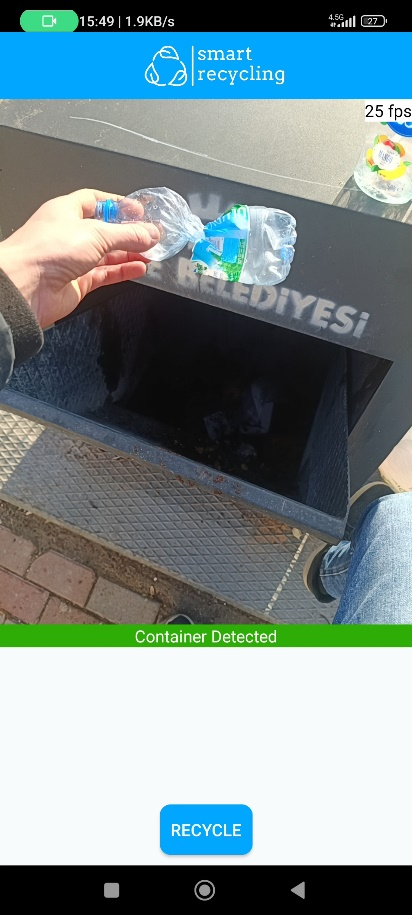 15:49 | 1.9KB/s
4.5G
27
smart
recycling
25 fps
BELEDİYESİ
Container Detected
RECYCLE